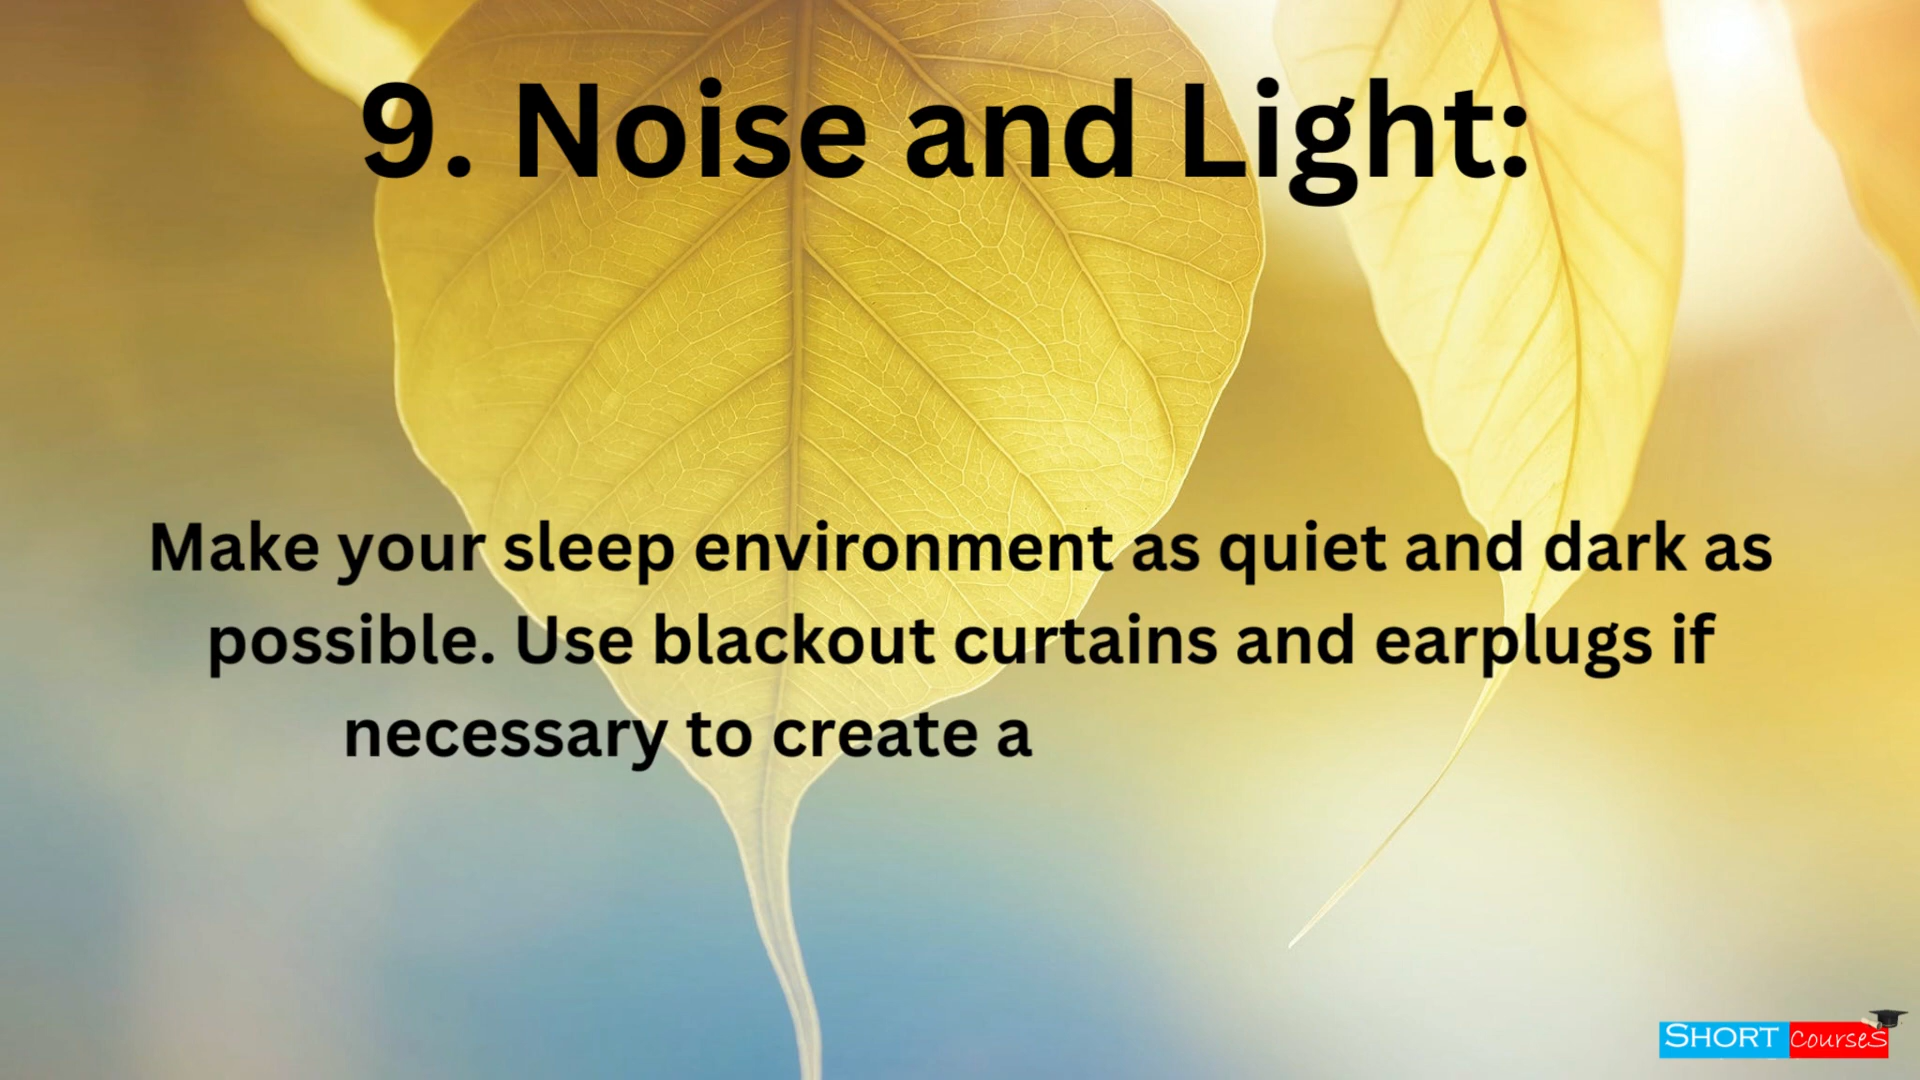 9. Noise and Light:
Make your sleep environment as quiet and dark as
possible. Use blackout curtains and earplugs if
necessary to create a
SHORT CourseS